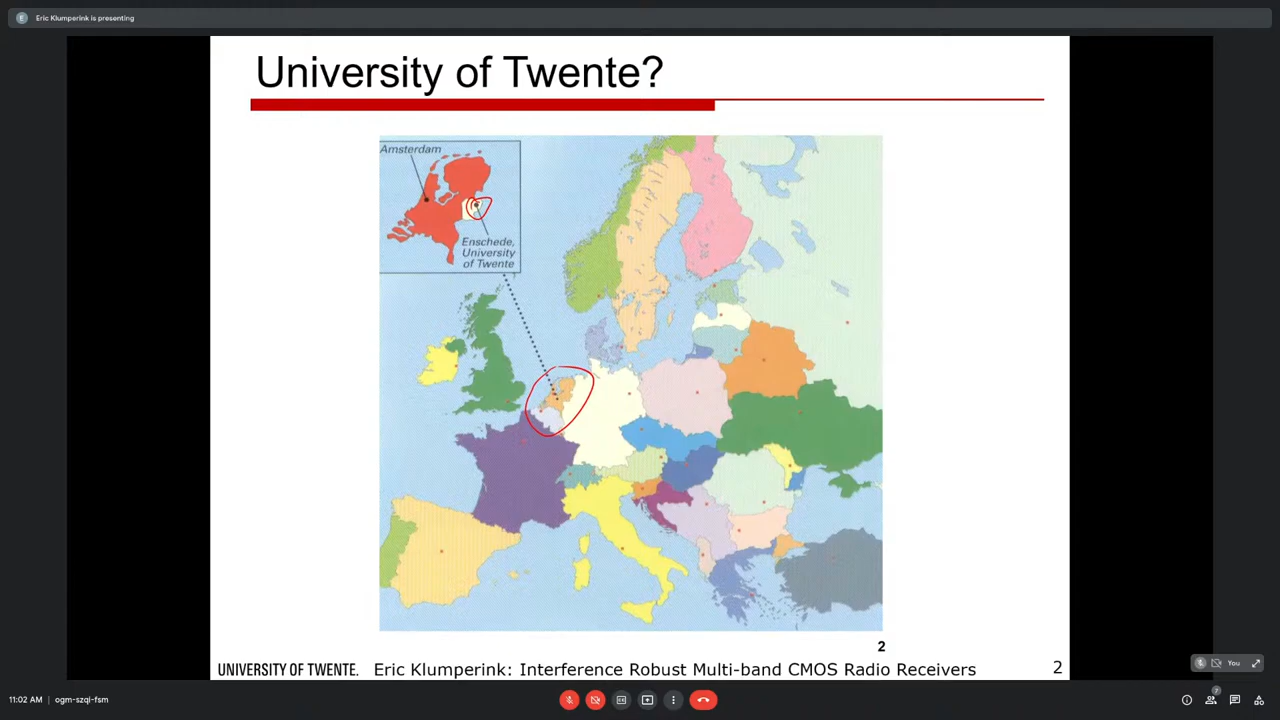 E Eric Klumperink is presenting
University of Twente?
Amsterdam
Enschede,
University
of Twente
2
UNIVERSITY OF TWENTE. Eric Klumperink: Interference Robust Multi-band CMOS Radio Receivers 2
You
11:02 AM | ogm-szqi-fsm
7